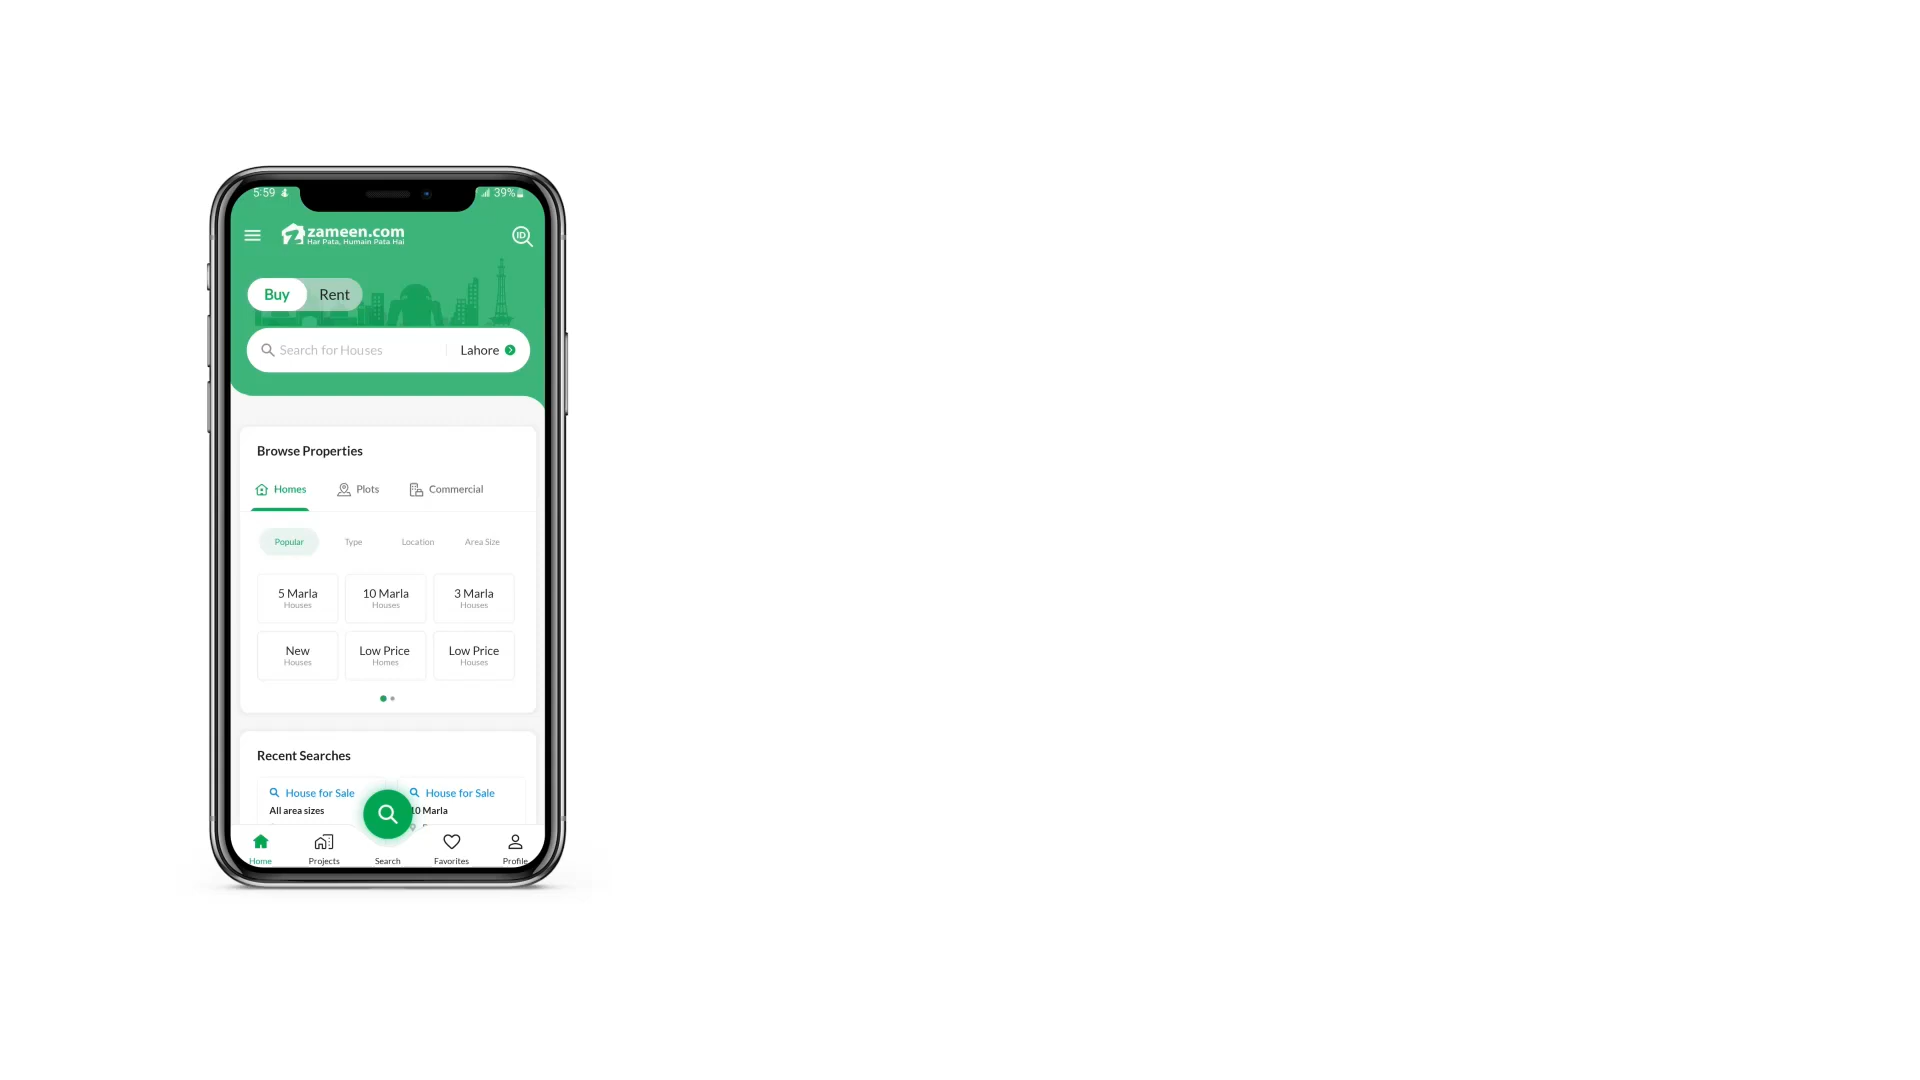 5:59
39%
zameen.com
Har Pata, Humain Pata Hai
ID
Buy Rent
Search for Houses Lahore
Browse Properties
Homes Plots Commercial
Popular Type Location Area Size
5 Marla 10 Marla 3 Marla
Houses Houses Houses
New Low Price Low Price
Houses Homes Houses
Recent Searches
House for Sale House for Sale
All area sizes 10 Marla
Home Projects Search Favorites Profile